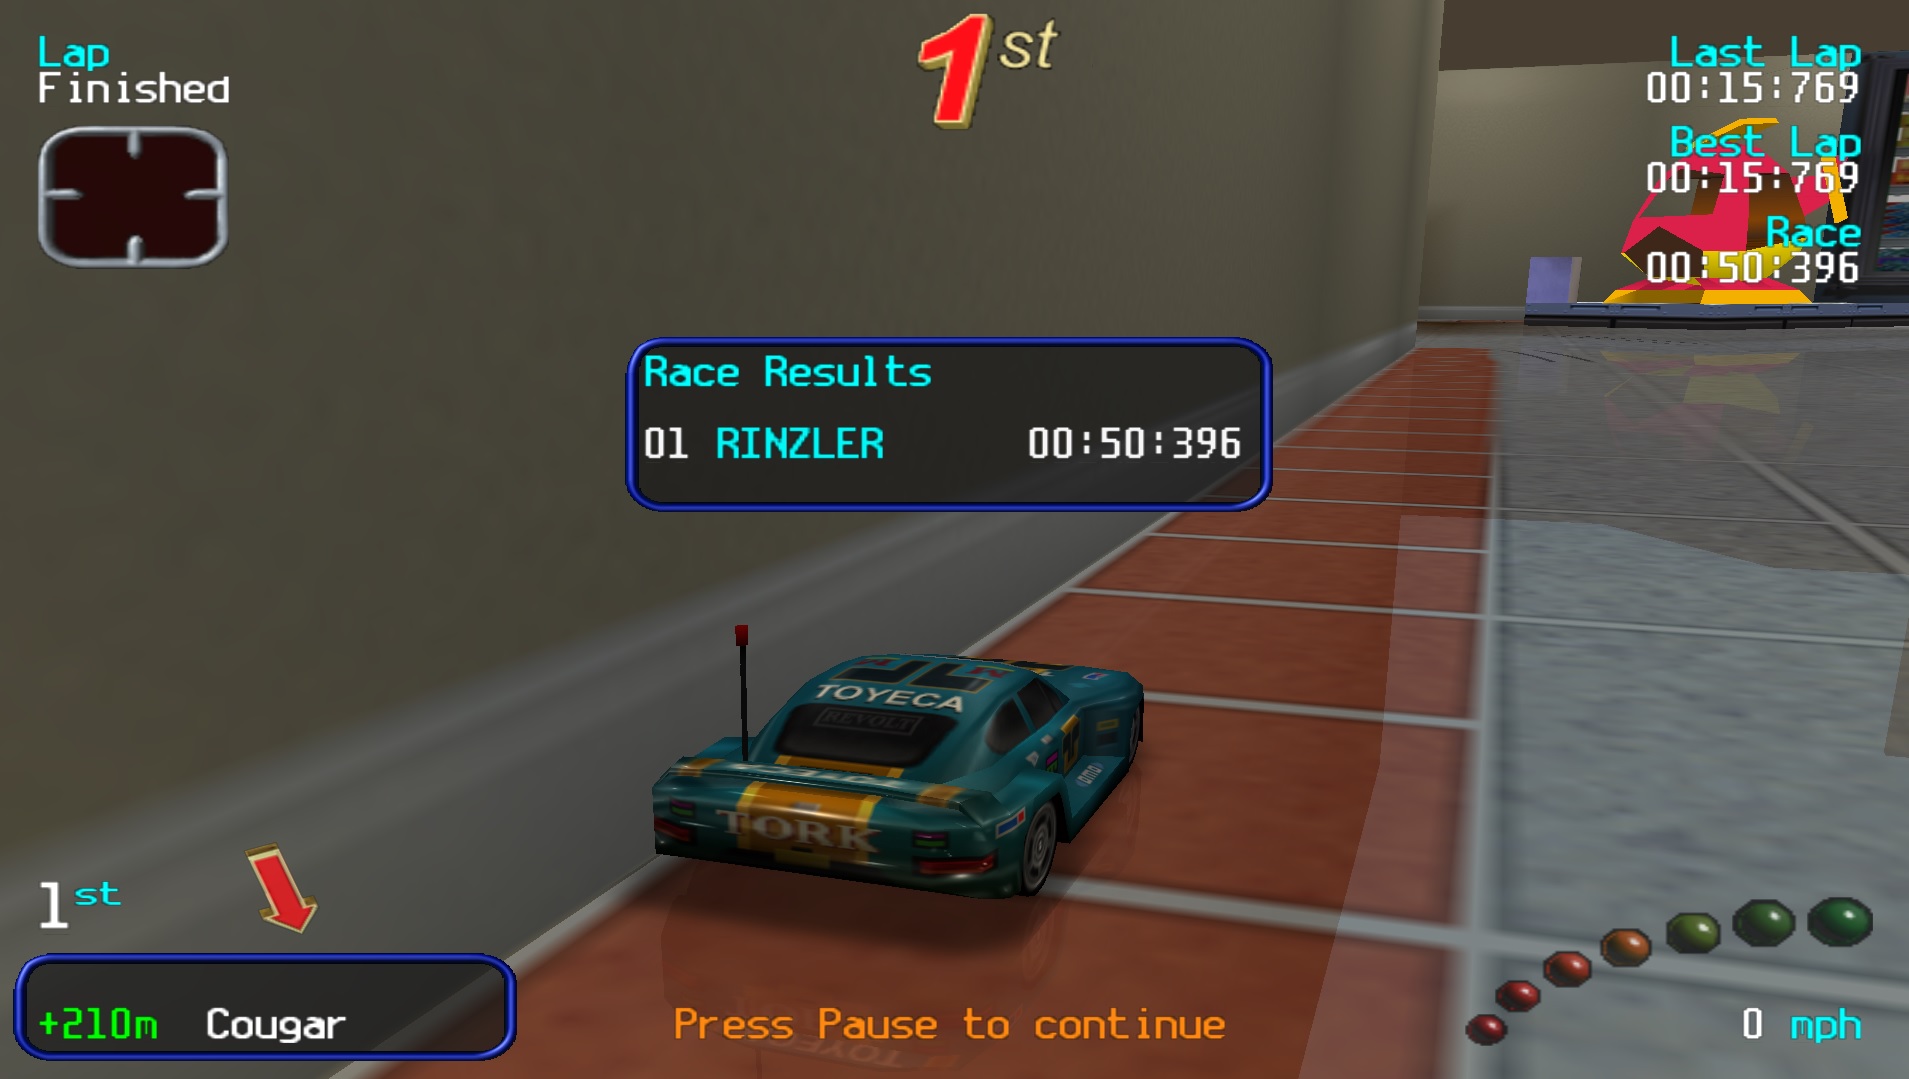 Lap
Finished
1st
Last Lap
00:15:769
Best Lap
00:15:769
Race
00:50:396
Race Results
01 RINZLER 00:50:396
TOYECA
REVOLT
TORK
1st
+210m Cougar
Press Pause to continue
0 mph